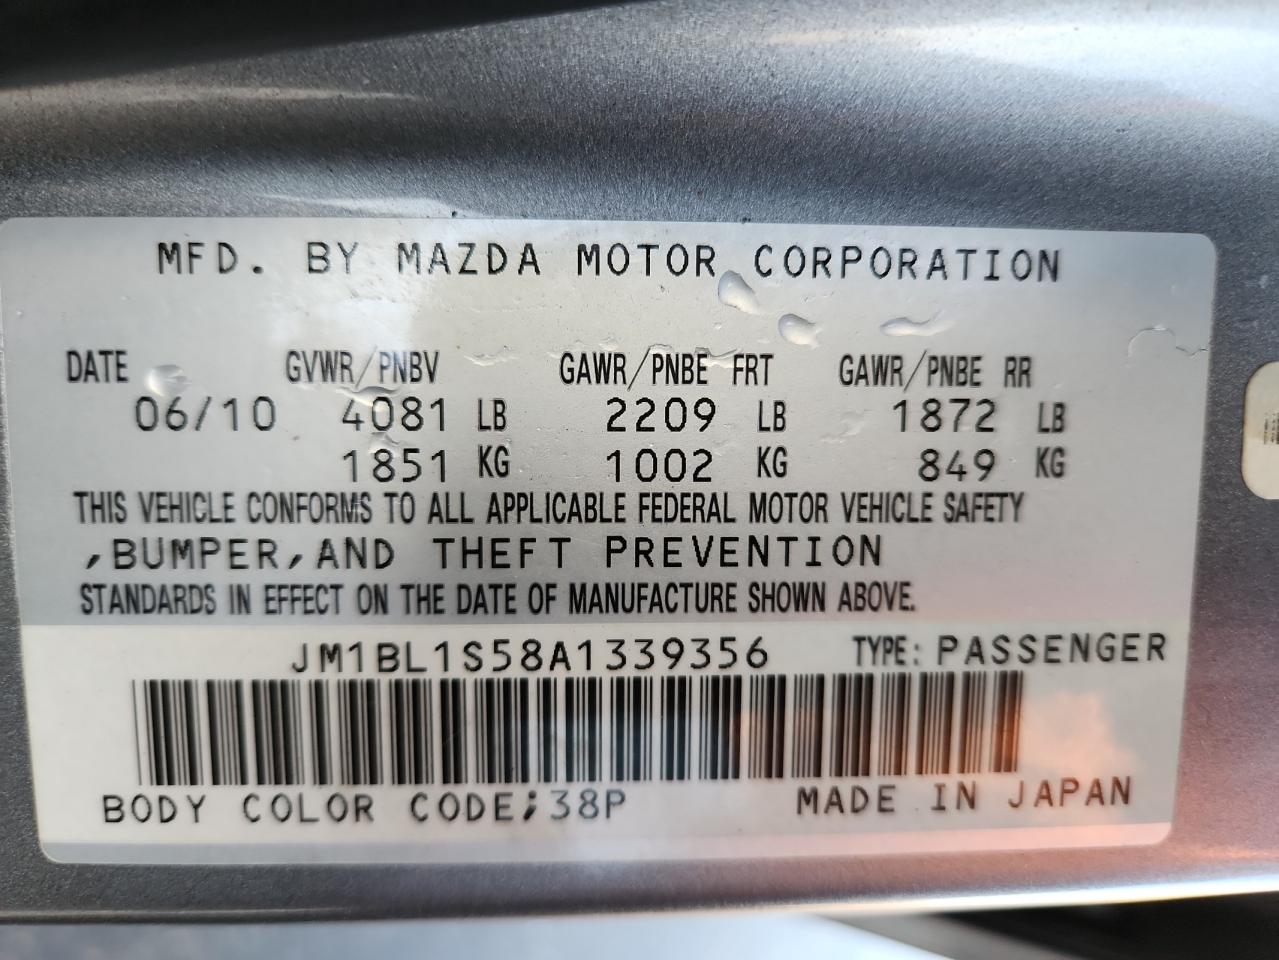 MFD. BY MAZDA MOTOR CORPORATION
DATE GVWR/PNBV GAWR/PNBE FRT GAWR/PNBE RR
06/10 4081 LB 2209 LB 1872 LB
1851 KG 1002 KG 849 KG
THIS VEHICLE CONFORMS TO ALL APPLICABLE FEDERAL MOTOR VEHICLE SAFETY
,BUMPER,AND THEFT PREVENTION
STANDARDS IN EFFECT ON THE DATE OF MANUFACTURE SHOWN ABOVE.
JM1BL1S58A1339356 TYPE: PASSENGER
BODY COLOR CODE;38P MADE IN JAPAN